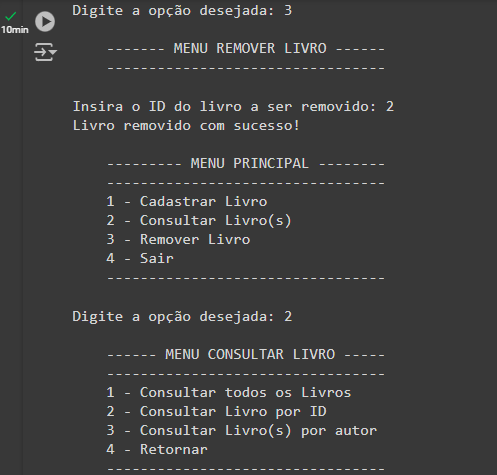 Digite a opção desejada: 3
------- MENU REMOVER LIVRO ------
---------------------------------
10min
Insira o ID do livro a ser removido: 2
Livro removido com sucesso!
--------- MENU PRINCIPAL --------
---------------------------------
1 - Cadastrar Livro
2 - Consultar Livro(s)
3 - Remover Livro
4 - Sair
---------------------------------
Digite a opção desejada: 2
------ MENU CONSULTAR LIVRO -----
---------------------------------
1 - Consultar todos os Livros
2 - Consultar Livro por ID
3 - Consultar Livro(s) por autor
4 - Retornar
---------------------------------